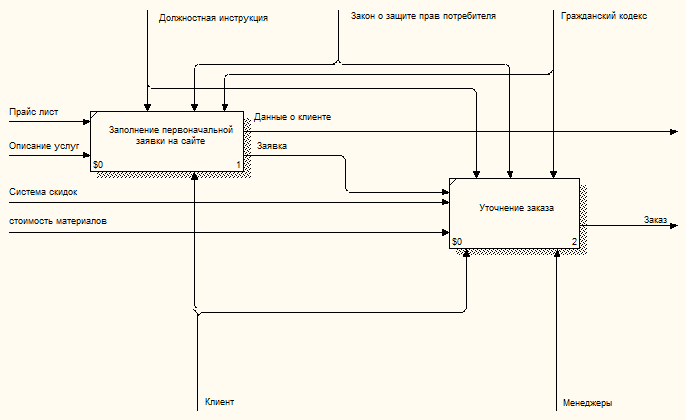 Должностная инструкция
Закон о защите прав потребителя
Гражданский кодекс
Прайс лист
Описание услуг
Заполнение первоначальной
заявки на сайте
$0
1
Данные о клиенте
Заявка
Система скидок
стоимость материалов
Уточнение заказа
$0
2
Заказ
Клиент
Менеджеры